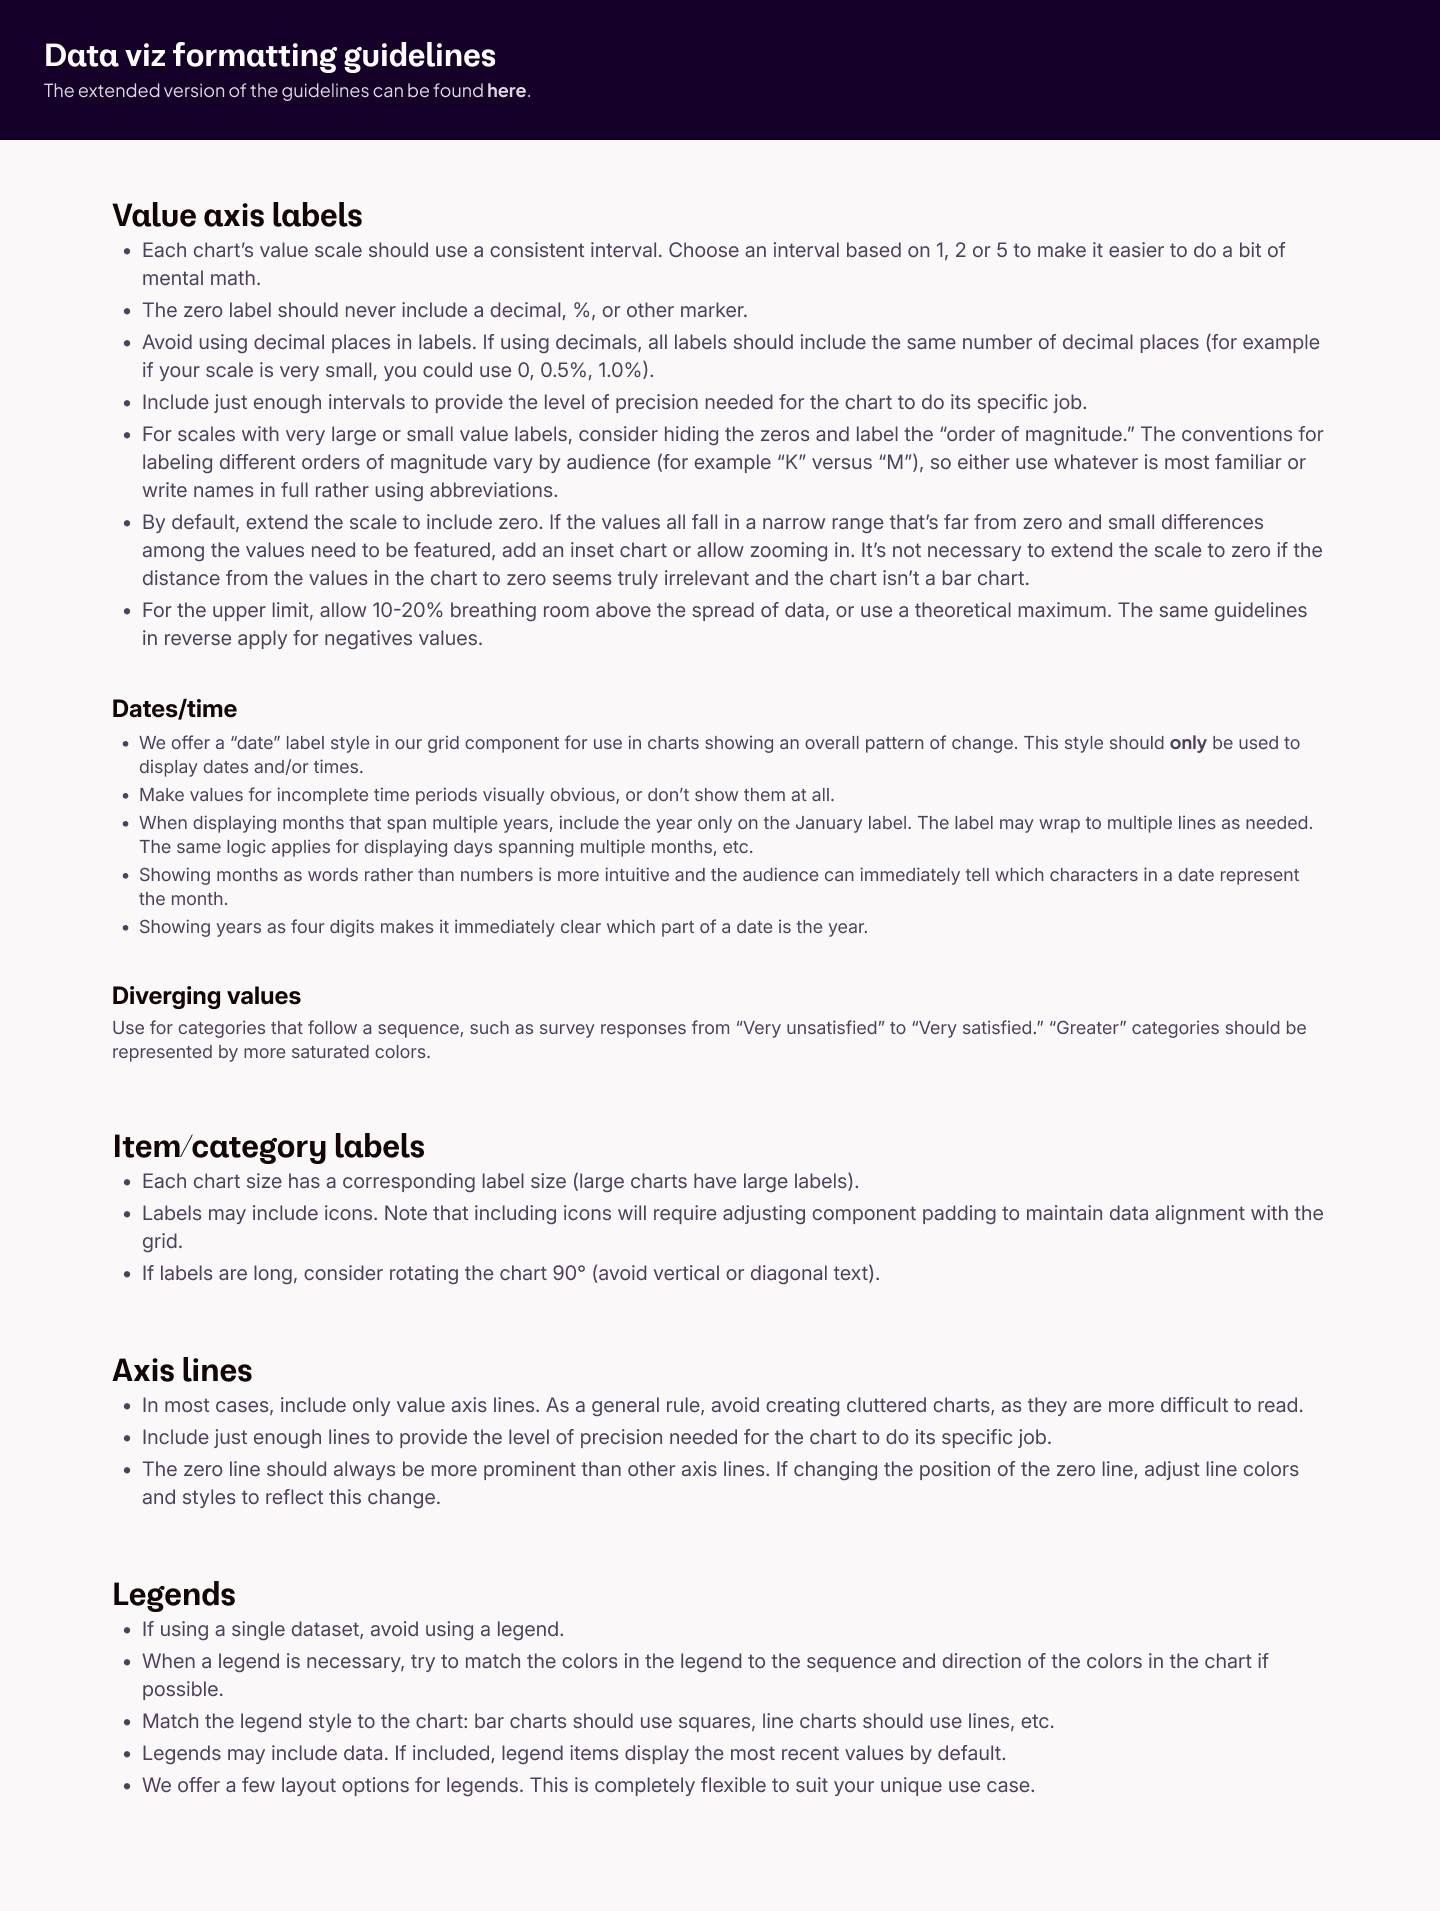 Data viz formatting guidelines
The extended version of the guidelines can be found here.
Value axis labels
• Each chart’s value scale should use a consistent interval. Choose an interval based on 1, 2 or 5 to make it easier to do a bit of
mental math.
• The zero label should never include a decimal, %, or other marker.
• Avoid using decimal places in labels. If using decimals, all labels should include the same number of decimal places (for example
if your scale is very small, you could use 0, 0.5%, 1.0%).
• Include just enough intervals to provide the level of precision needed for the chart to do its specific job.
• For scales with very large or small value labels, consider hiding the zeros and label the “order of magnitude.” The conventions for
labeling different orders of magnitude vary by audience (for example “K” versus “M”), so either use whatever is most familiar or
write names in full rather using abbreviations.
• By default, extend the scale to include zero. If the values all fall in a narrow range that’s far from zero and small differences
among the values need to be featured, add an inset chart or allow zooming in. It’s not necessary to extend the scale to zero if the
distance from the values in the chart to zero seems truly irrelevant and the chart isn’t a bar chart.
• For the upper limit, allow 10-20% breathing room above the spread of data, or use a theoretical maximum. The same guidelines
in reverse apply for negatives values.
Dates/time
• We offer a “date” label style in our grid component for use in charts showing an overall pattern of change. This style should only be used to
display dates and/or times.
• Make values for incomplete time periods visually obvious, or don’t show them at all.
• When displaying months that span multiple years, include the year only on the January label. The label may wrap to multiple lines as needed.
The same logic applies for displaying days spanning multiple months, etc.
• Showing months as words rather than numbers is more intuitive and the audience can immediately tell which characters in a date represent
the month.
• Showing years as four digits makes it immediately clear which part of a date is the year.
Diverging values
Use for categories that follow a sequence, such as survey responses from “Very unsatisfied” to “Very satisfied.” “Greater” categories should be
represented by more saturated colors.
Item/category labels
• Each chart size has a corresponding label size (large charts have large labels).
• Labels may include icons. Note that including icons will require adjusting component padding to maintain data alignment with the
grid.
• If labels are long, consider rotating the chart 90° (avoid vertical or diagonal text).
Axis lines
• In most cases, include only value axis lines. As a general rule, avoid creating cluttered charts, as they are more difficult to read.
• Include just enough lines to provide the level of precision needed for the chart to do its specific job.
• The zero line should always be more prominent than other axis lines. If changing the position of the zero line, adjust line colors
and styles to reflect this change.
Legends
• If using a single dataset, avoid using a legend.
• When a legend is necessary, try to match the colors in the legend to the sequence and direction of the colors in the chart if
possible.
• Match the legend style to the chart: bar charts should use squares, line charts should use lines, etc.
• Legends may include data. If included, legend items display the most recent values by default.
• We offer a few layout options for legends. This is completely flexible to suit your unique use case.